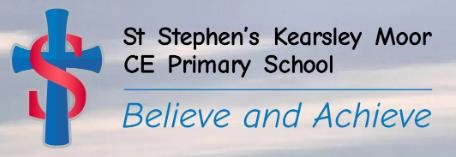 St Stephen's Kearsley Moor
CE Primary School
Believe and Achieve